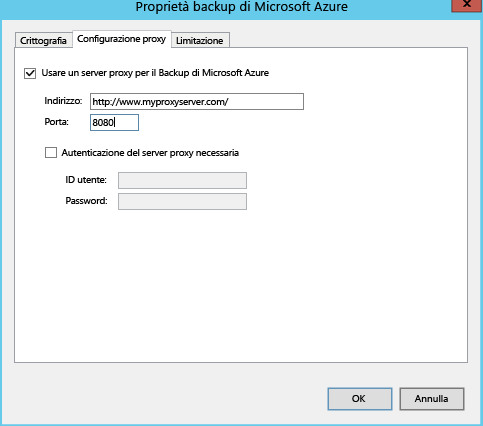 Proprietà backup di Microsoft Azure
Crittografia Configurazione proxy Limitazione
Usare un server proxy per il Backup di Microsoft Azure
Indirizzo: http://www.myproxyserver.com/
Porta: 8080
Autenticazione del server proxy necessaria
ID utente:
Password:
OK Annulla